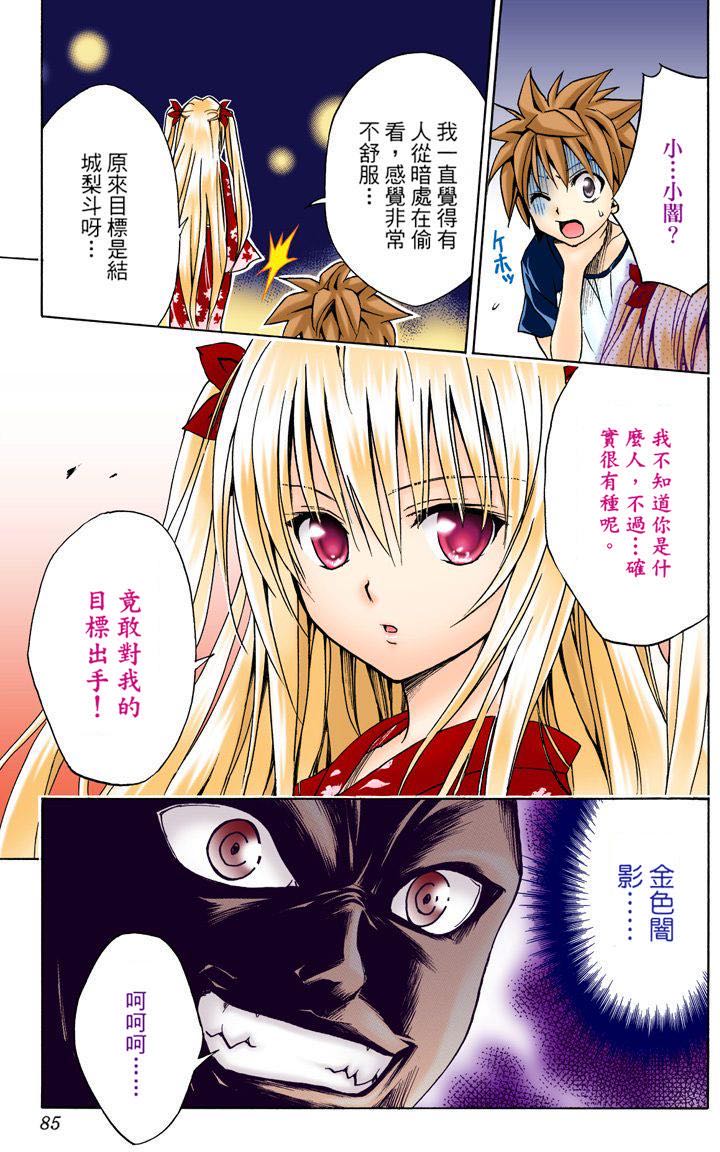 小…小闇？
ケホッ
我一直覺得有
人從暗處在偷
看，感覺非常
不舒服…
原來目標是結
城梨斗呀…
我不知道你是什
麼人，不過…確
實很有種呢。
竟敢對我的
目標出手！
金色闇
影……
呵呵呵……
85